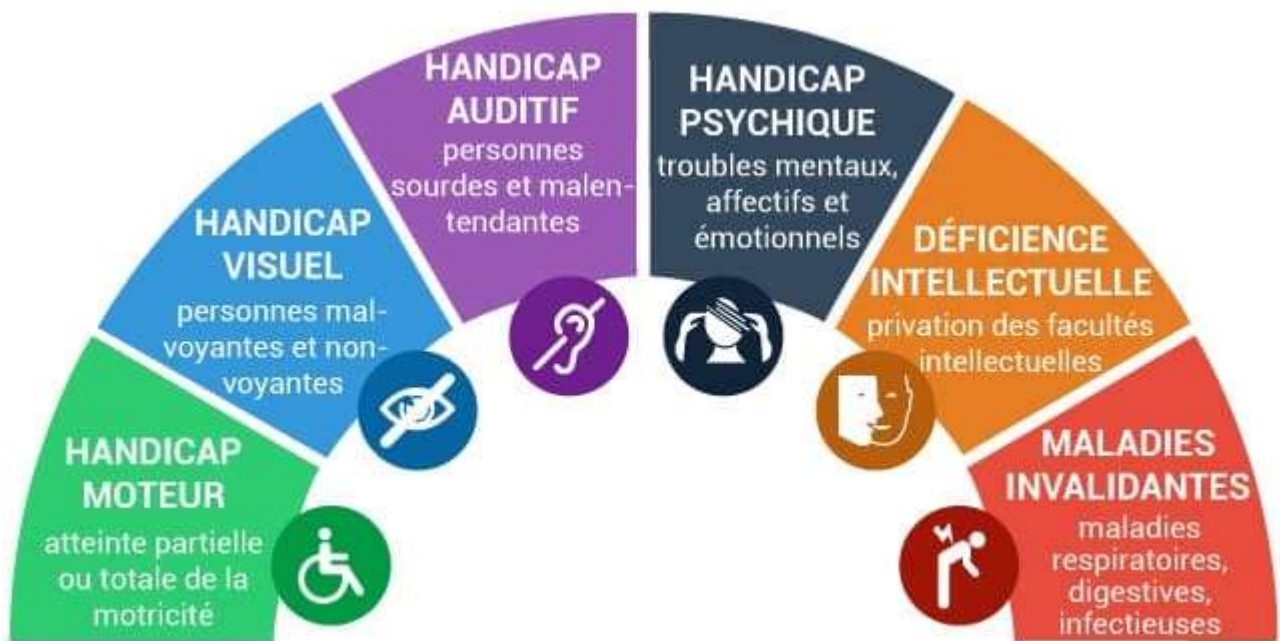 HANDICAP
MOTEUR
atteinte partielle
ou totale de la
motricité
HANDICAP
VISUEL
personnes mal-
voyantes et non-
voyantes
HANDICAP
AUDITIF
personnes
sourdes et malen-
tendantes
HANDICAP
PSYCHIQUE
troubles mentaux,
affectifs et
émotionnels
DÉFICIENCE
INTELLECTUELLE
privation des facultés
intellectuelles
MALADIES
INVALIDANTES
maladies
respiratoires,
digestives,
infectieuses